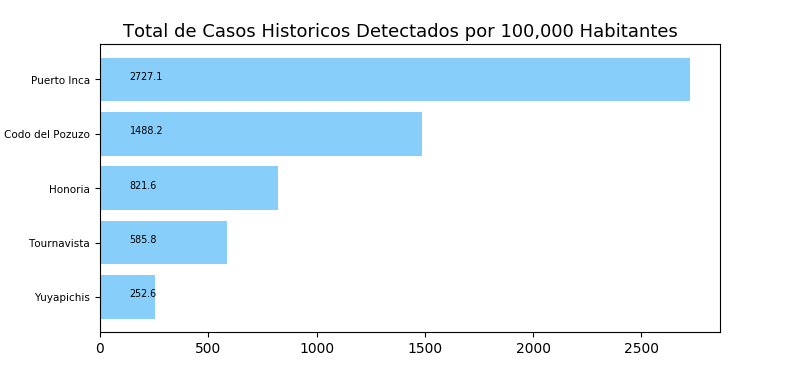 Total de Casos Historicos Detectados por 100,000 Habitantes
Puerto Inca 2727.1
Codo del Pozuzo 1488.2
Honoria 821.6
Tournavista 585.8
Yuyapichis 252.6
0 500 1000 1500 2000 2500